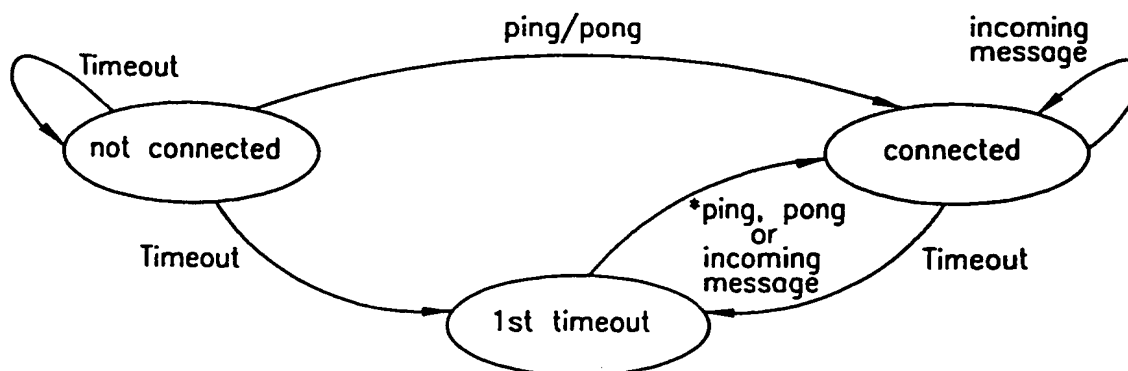 ping/pong
incoming
message
Timeout
not connected
connected
*ping, pong
or
incoming
message
Timeout
Timeout
1st timeout